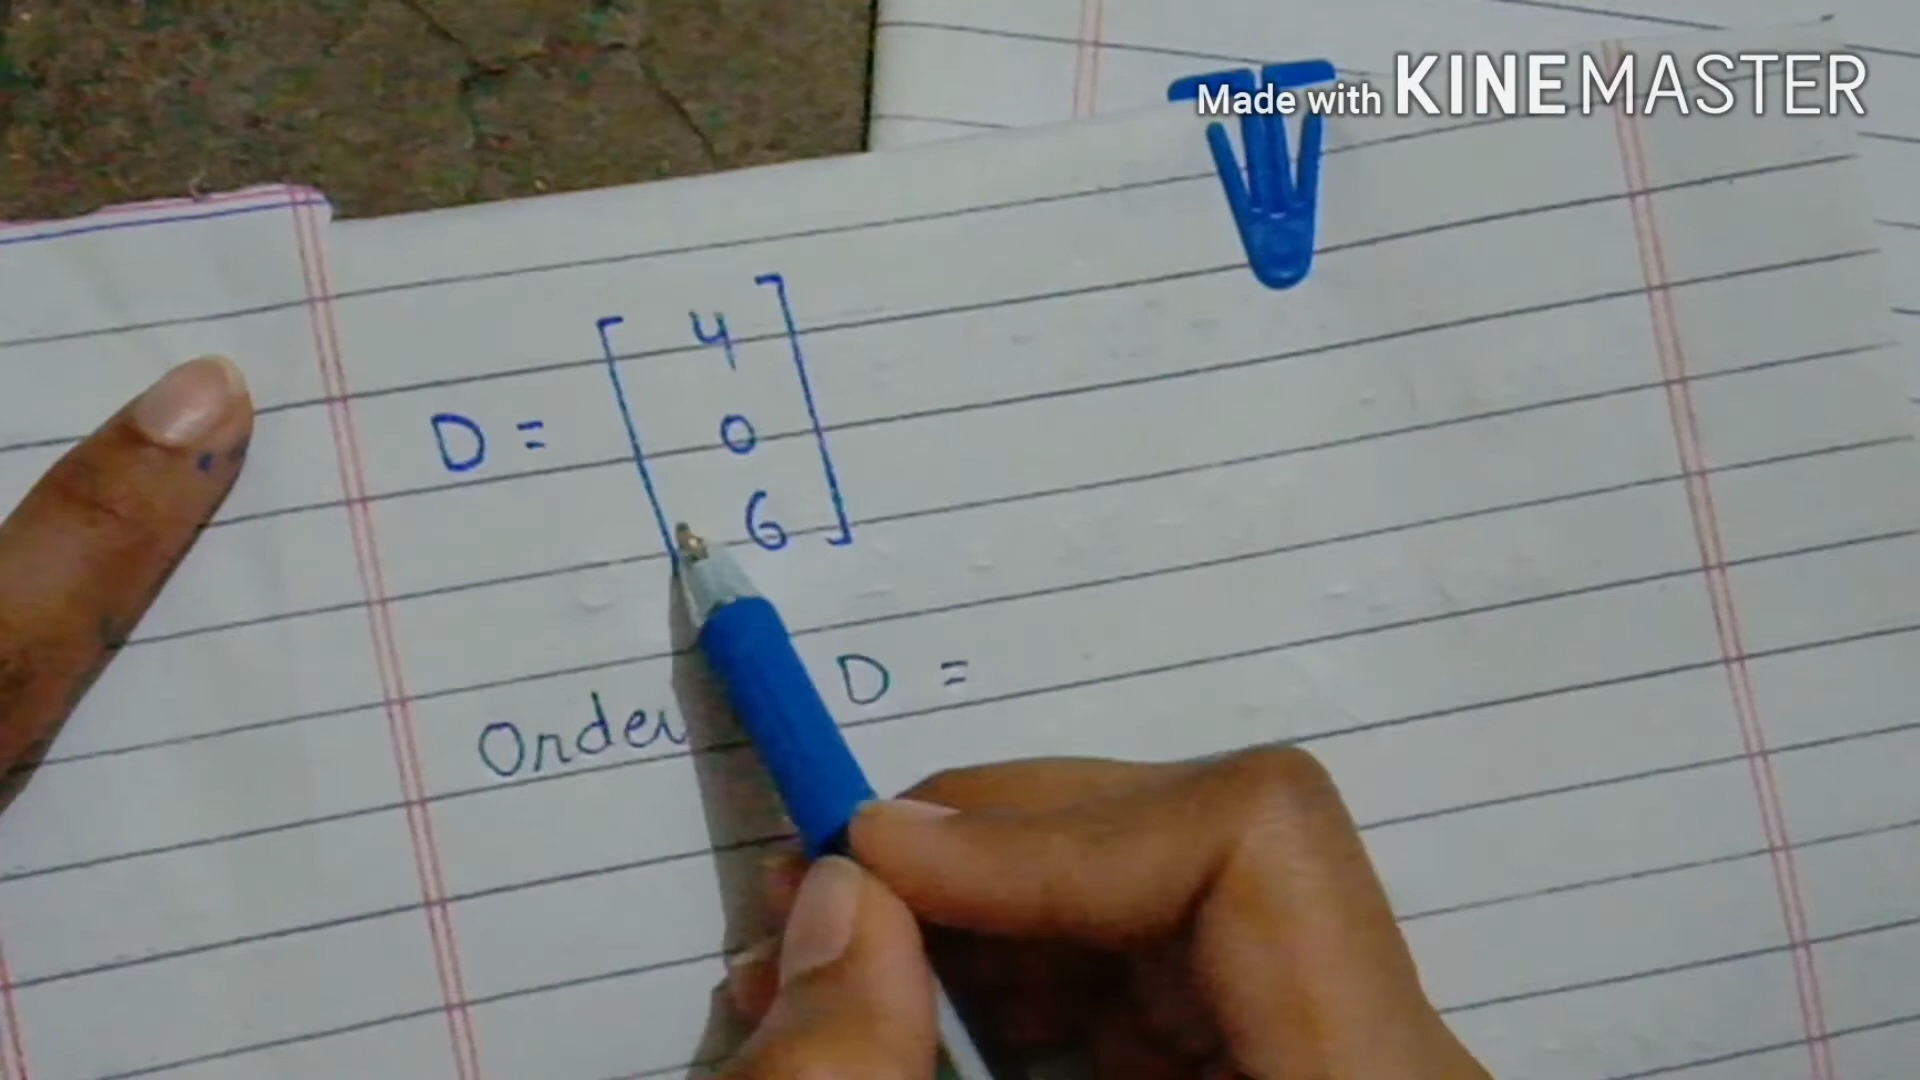 Made with KINEMASTER
D = [ 4
0
6 ]
Order D =